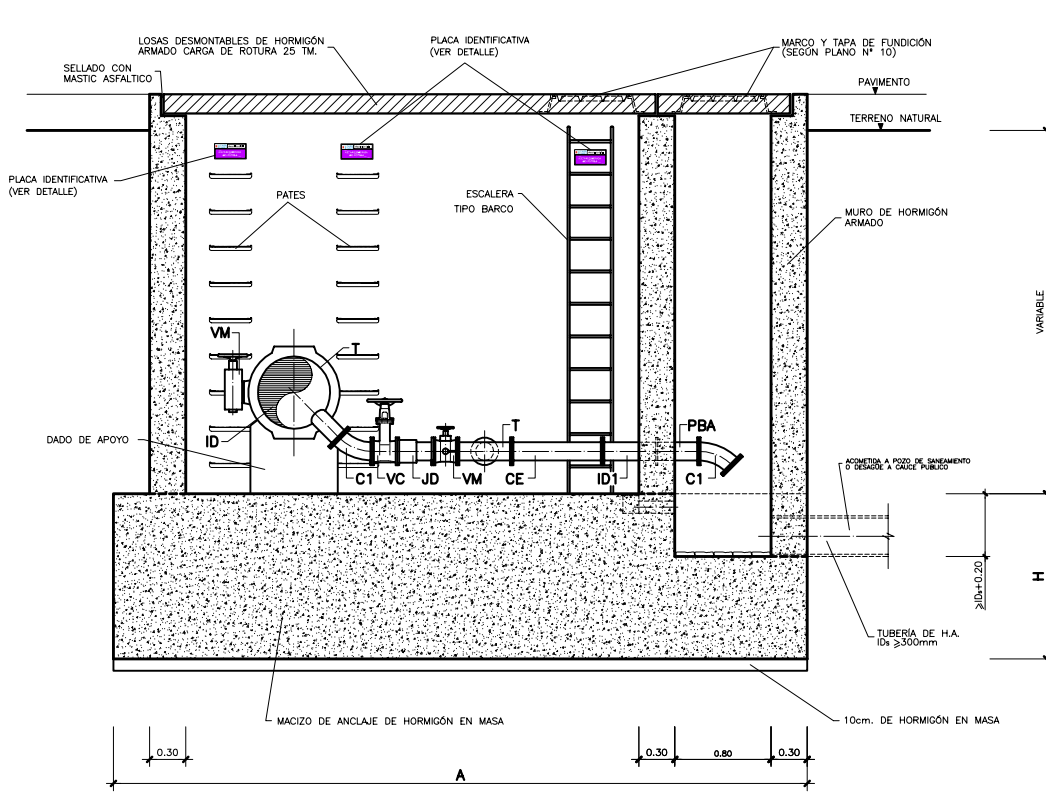 LOSAS DESMONTABLES DE HORMIGÓN
ARMADO CARGA DE ROTURA 25 TM.
PLACA IDENTIFICATIVA
(VER DETALLE)
MARCO Y TAPA DE FUNDICIÓN
(SEGÚN PLANO Nº 10)
SELLADO CON
MASTIC ASFALTICO
PAVIMENTO
TERRENO NATURAL
PLACA IDENTIFICATIVA
(VER DETALLE)
PATES
ESCALERA
TIPO BARCO
MURO DE HORMIGÓN
ARMADO
VARIABLE
VM
T
ID
DADO DE APOYO
T
PBA
C1
VC
JD
VM
CE
ID1
C1
ACOMETIDA A POZO DE SANEAMIENTO
O DESAGÜE A CAUCE PUBLICO
≥IDs+0.20
H
TUBERÍA DE H.A.
IDs ≥300mm
MACIZO DE ANCLAJE DE HORMIGÓN EN MASA
10cm. DE HORMIGÓN EN MASA
0.30
0.30
0.80
0.30
A